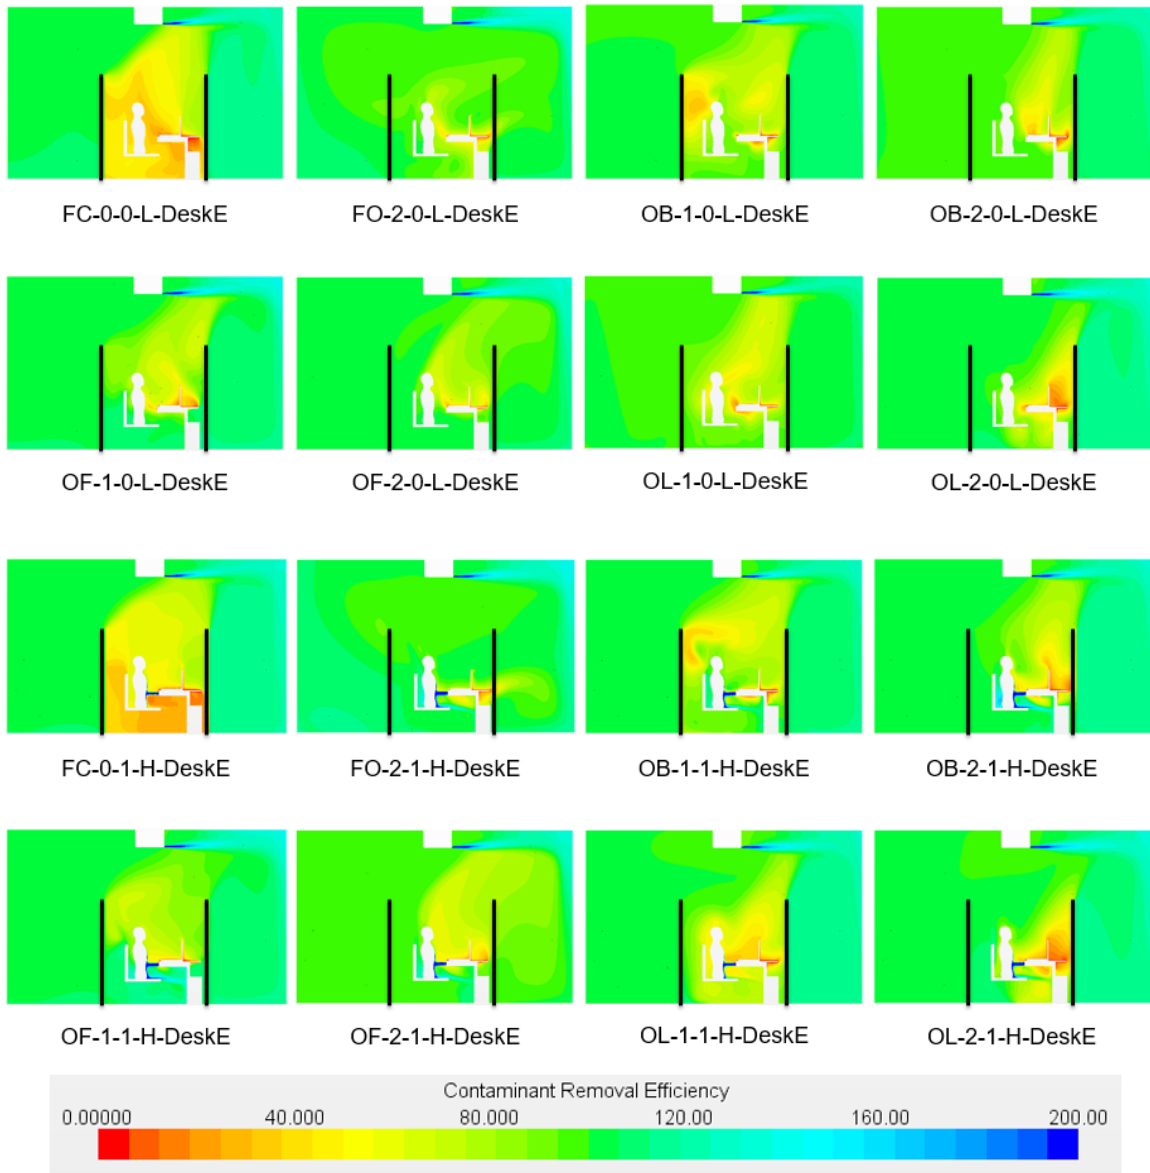 FC-0-0-L-DeskE FO-2-0-L-DeskE OB-1-0-L-DeskE OB-2-0-L-DeskE
OF-1-0-L-DeskE OF-2-0-L-DeskE OL-1-0-L-DeskE OL-2-0-L-DeskE
FC-0-1-H-DeskE FO-2-1-H-DeskE OB-1-1-H-DeskE OB-2-1-H-DeskE
OF-1-1-H-DeskE OF-2-1-H-DeskE OL-1-1-H-DeskE OL-2-1-H-DeskE
Contaminant Removal Efficiency
0.00000 40.000 80.000 120.00 160.00 200.00